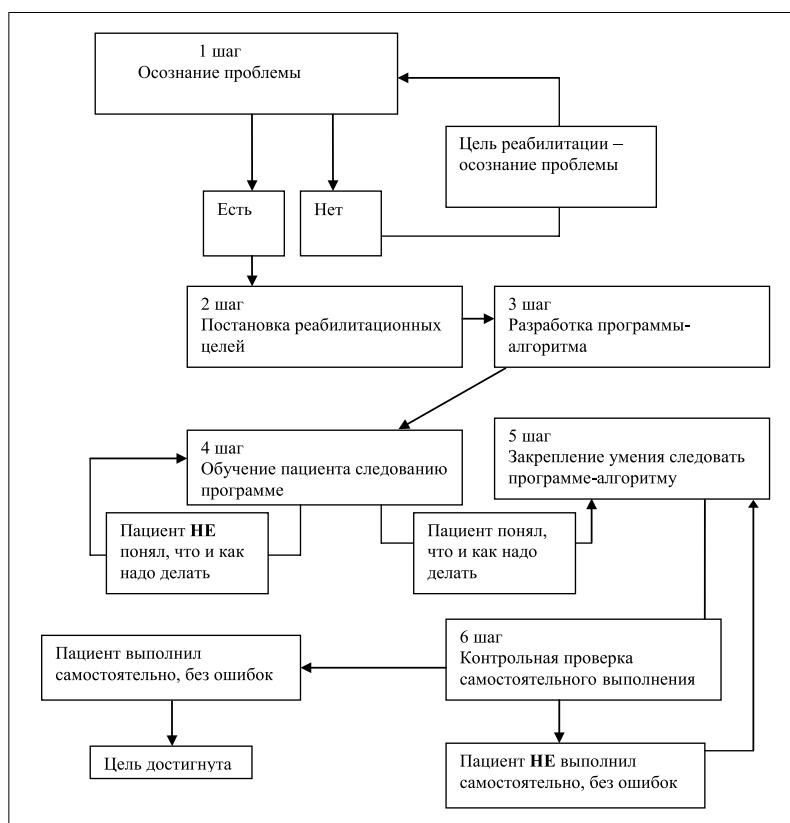 1 шаг
Осознание проблемы
Цель реабилитации –
осознание проблемы
Есть
Нет
2 шаг
Постановка реабилитационных
целей
3 шаг
Разработка программы-
алгоритма
4 шаг
Обучение пациента следованию
программе
5 шаг
Закрепление умения следовать
программе-алгоритму
Пациент НЕ
понял, что и как
надо делать
Пациент понял,
что и как надо
делать
6 шаг
Контрольная проверка
самостоятельного выполнения
Пациент выполнил
самостоятельно, без ошибок
Цель достигнута
Пациент НЕ выполнил
самостоятельно, без ошибок